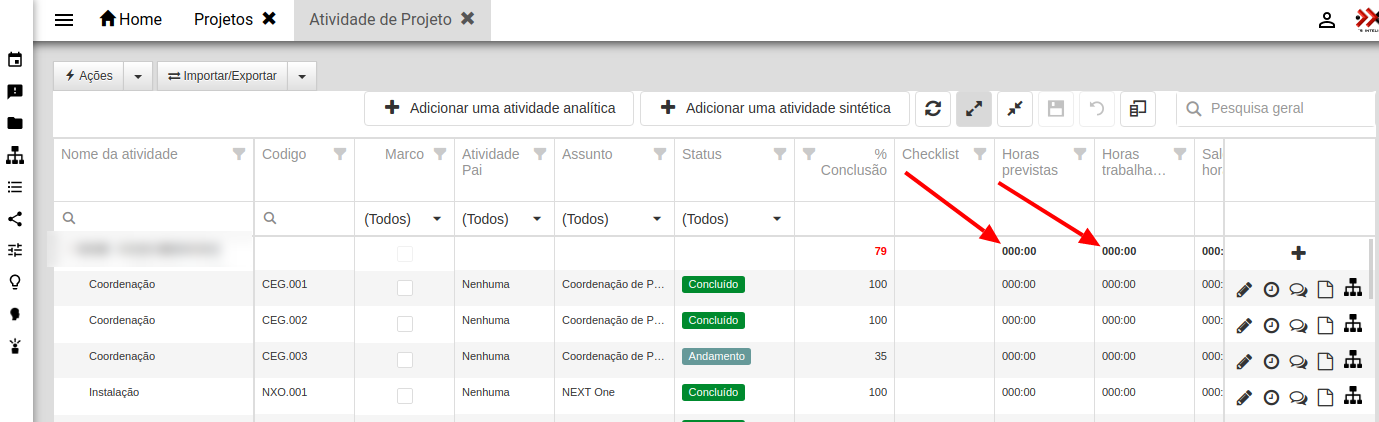 Home Projetos Atividade de Projeto
Ações Importar/Exportar
Adicionar uma atividade analítica Adicionar uma atividade sintética Pesquisa geral
Nome da atividade Codigo Marco Atividade Pai Assunto Status % Conclusão Checklist Horas previstas Horas trabalha…
(Todos) (Todos) (Todos) (Todos)
79 000:00 000:00 000:
Coordenação CEG.001 Nenhuma Coordenação de P… Concluído 100 000:00 000:00 000:
Coordenação CEG.002 Nenhuma Coordenação de P… Concluído 100 000:00 000:00 000:
Coordenação CEG.003 Nenhuma Coordenação de P… Andamento 35 000:00 000:00 000:
Instalação NXO.001 Nenhuma NEXT One Concluído 100 000:00 000:00 000: